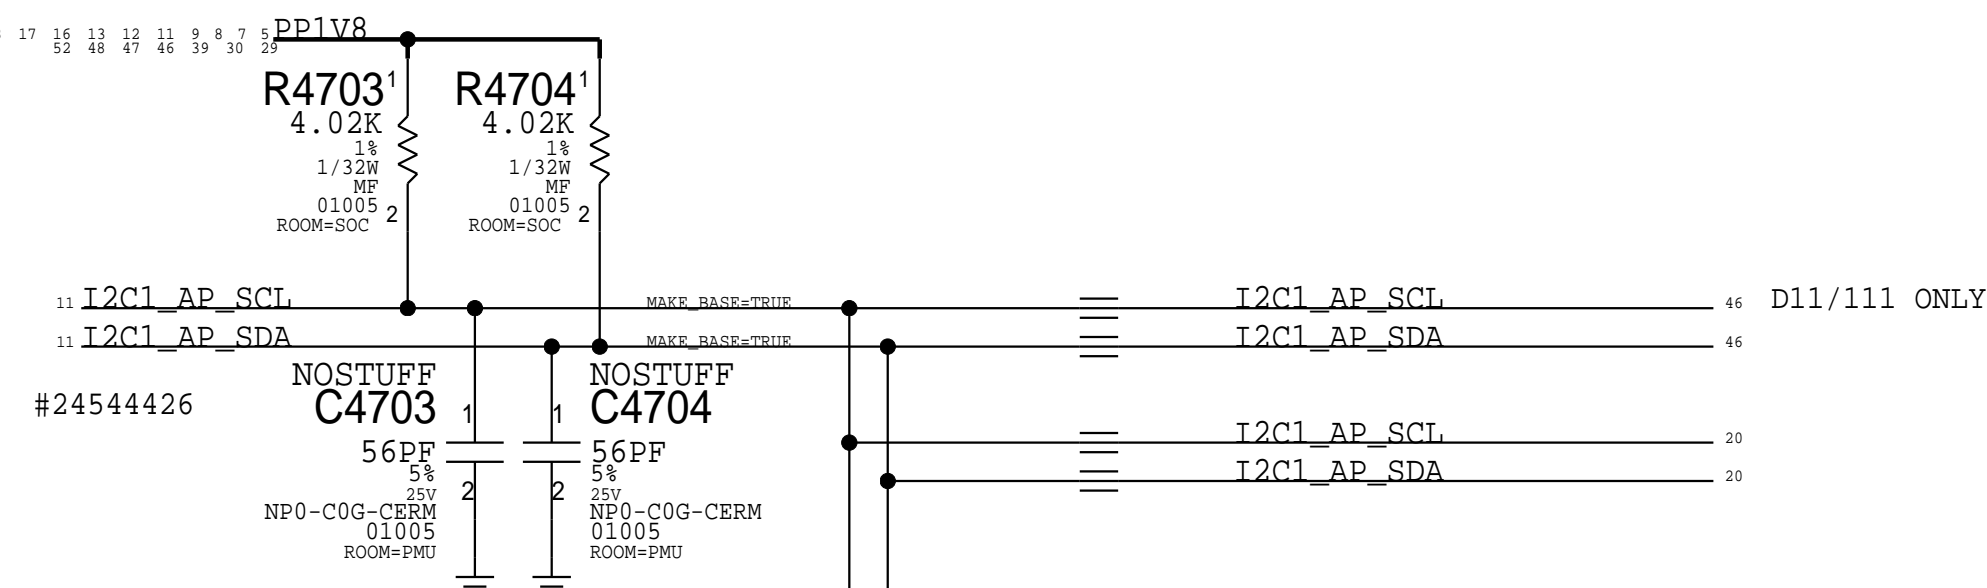 17 16 13 12 11 9 8 7 5 PP1V8
52 48 47 46 39 30 29
R4703 1 R4704 1
4.02K 4.02K
1% 1%
1/32W 1/32W
MF MF
01005 2 01005 2
ROOM=SOC ROOM=SOC
11 I2C1_AP_SCL MAKE_BASE=TRUE I2C1_AP_SCL 46 D11/111 ONLY
11 I2C1_AP_SDA MAKE_BASE=TRUE I2C1_AP_SDA 46
NOSTUFF NOSTUFF
#24544426 C4703 1 1 C4704
I2C1_AP_SCL 20
56PF 56PF
5% 5%
I2C1_AP_SDA 20
25V 2 2 25V
NP0-C0G-CERM NP0-C0G-CERM
01005 01005
ROOM=PMU ROOM=PMU